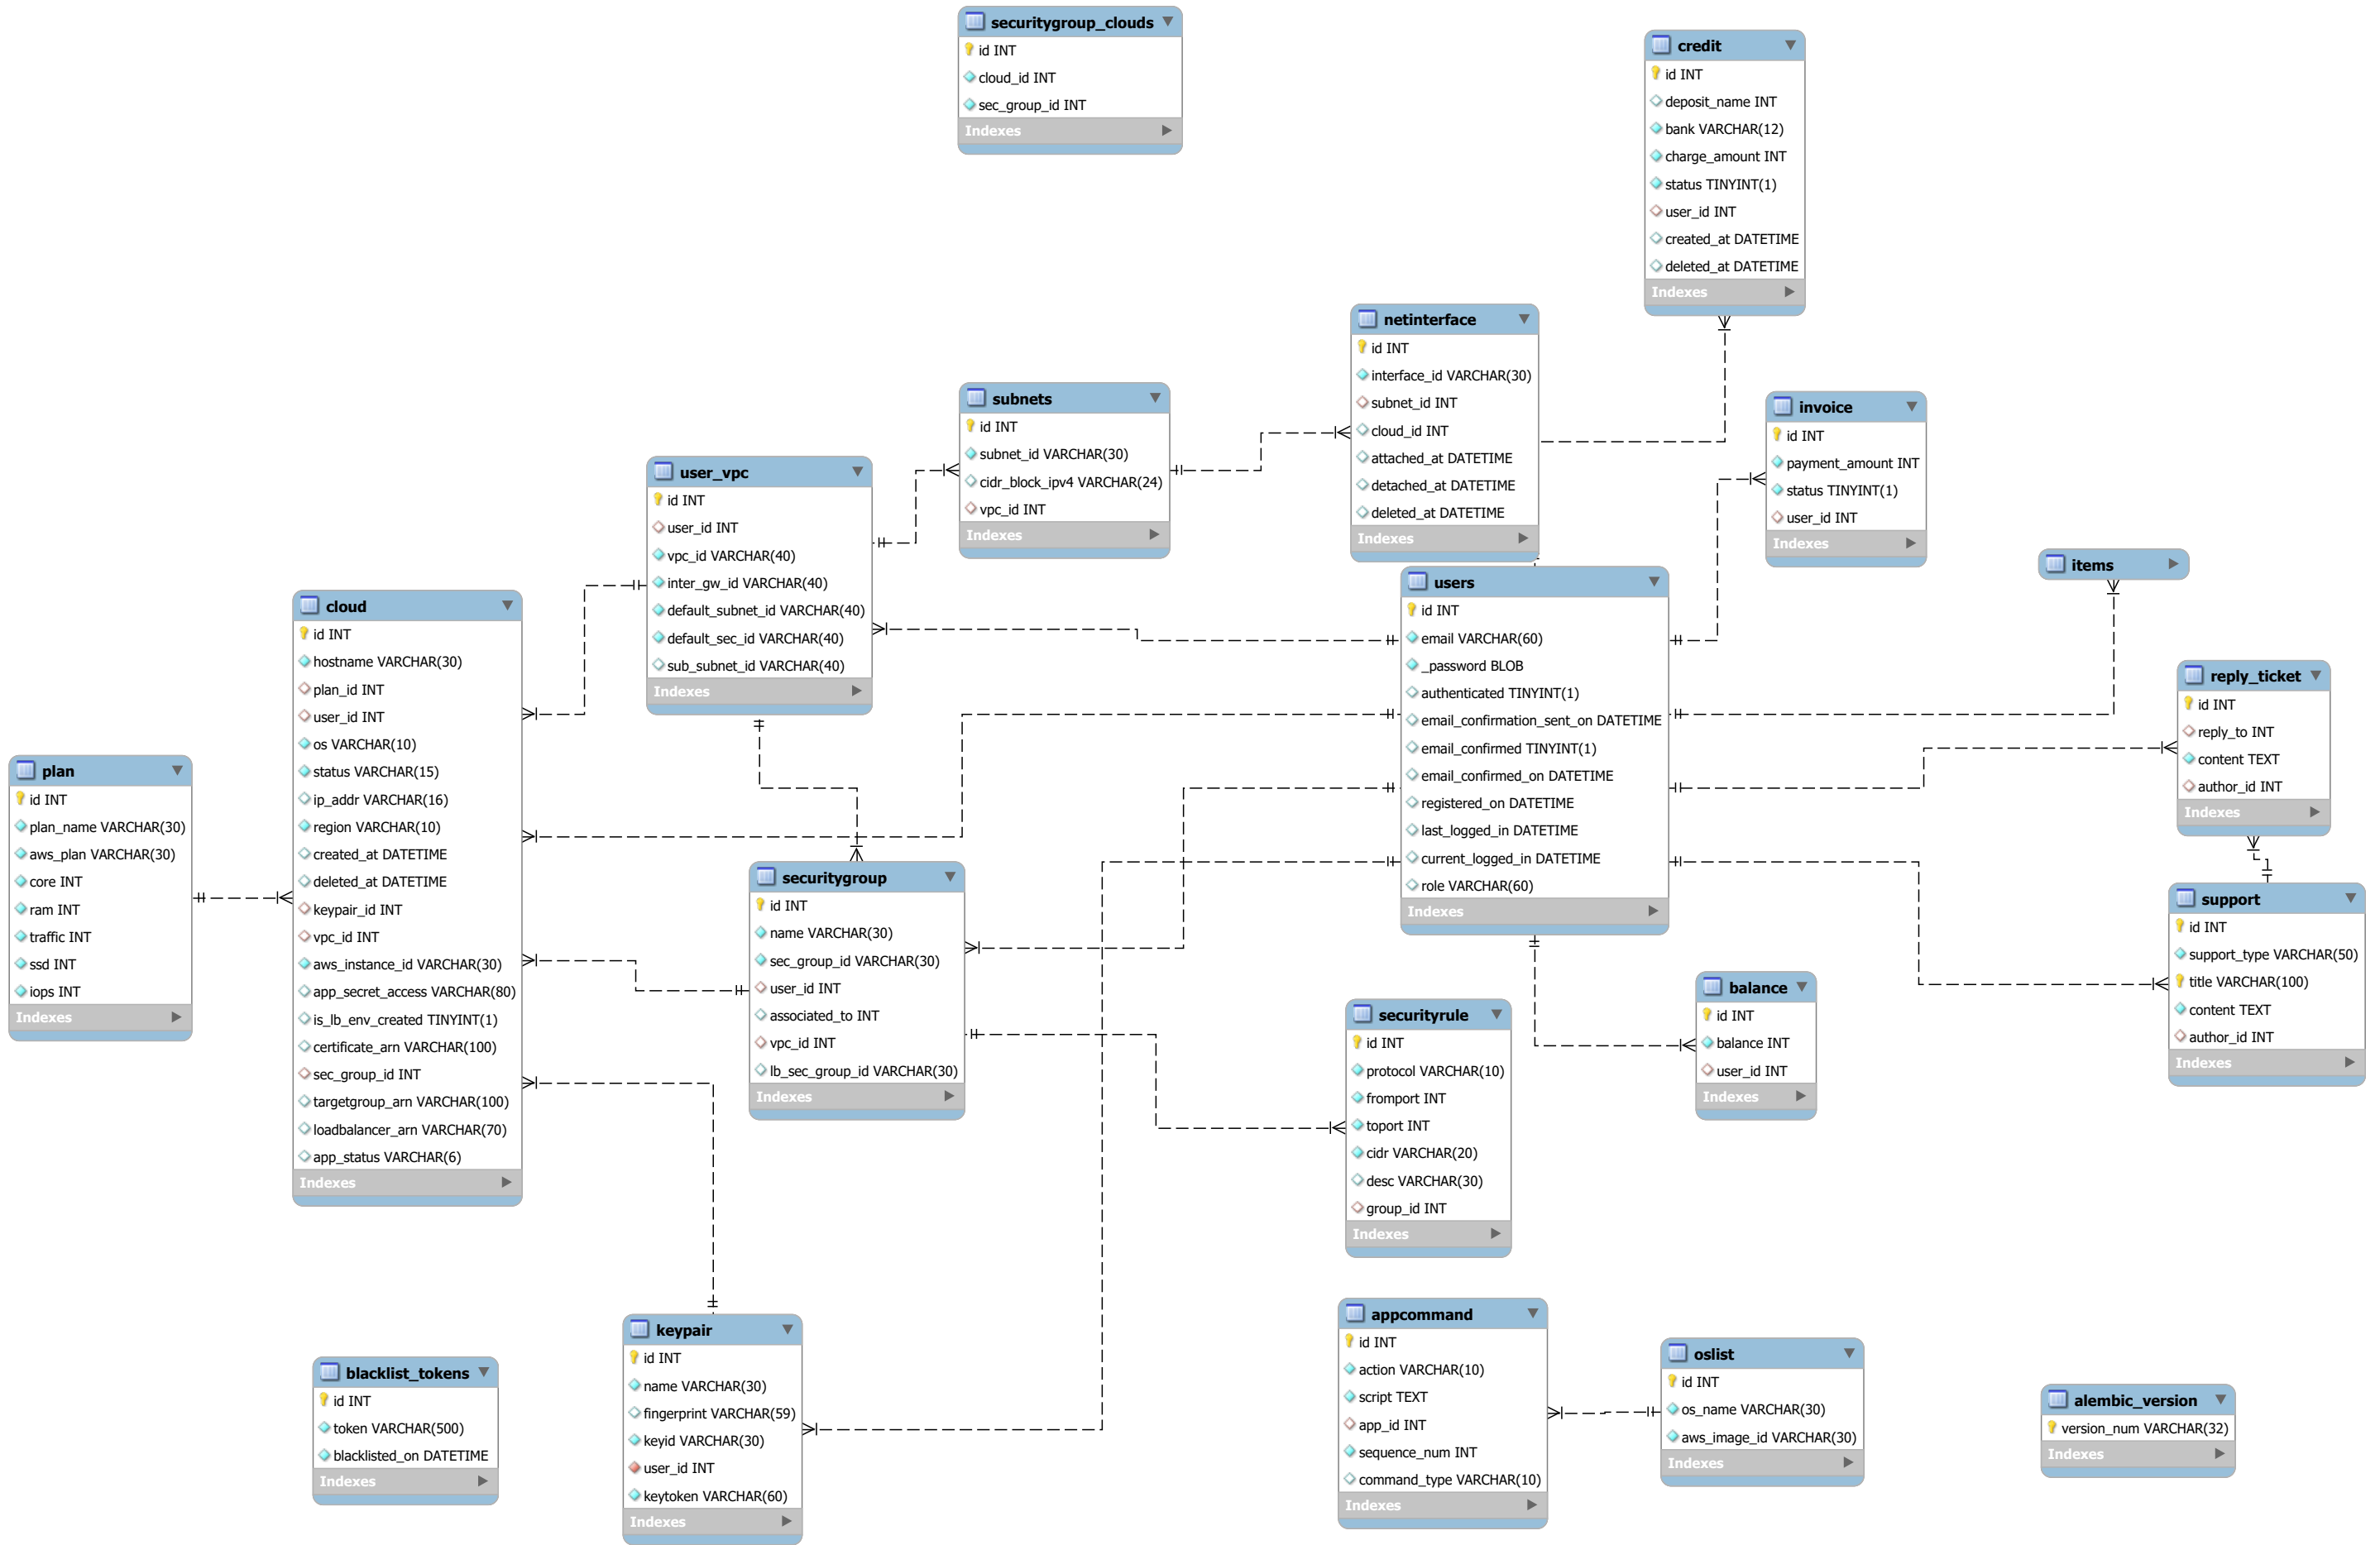 securitygroup_clouds
id INT
cloud_id INT
sec_group_id INT
Indexes
credit
id INT
deposit_name INT
bank VARCHAR(12)
charge_amount INT
status TINYINT(1)
user_id INT
created_at DATETIME
deleted_at DATETIME
Indexes
netinterface
id INT
interface_id VARCHAR(30)
subnet_id INT
cloud_id INT
attached_at DATETIME
detached_at DATETIME
deleted_at DATETIME
Indexes
subnets
id INT
subnet_id VARCHAR(30)
cidr_block_ipv4 VARCHAR(24)
vpc_id INT
Indexes
invoice
id INT
payment_amount INT
status TINYINT(1)
user_id INT
Indexes
user_vpc
id INT
user_id INT
vpc_id VARCHAR(40)
inter_gw_id VARCHAR(40)
default_subnet_id VARCHAR(40)
default_sec_id VARCHAR(40)
sub_subnet_id VARCHAR(40)
Indexes
items
users
id INT
email VARCHAR(60)
_password BLOB
authenticated TINYINT(1)
email_confirmation_sent_on DATETIME
email_confirmed TINYINT(1)
email_confirmed_on DATETIME
registered_on DATETIME
last_logged_in DATETIME
current_logged_in DATETIME
role VARCHAR(60)
Indexes
cloud
id INT
hostname VARCHAR(30)
plan_id INT
user_id INT
os VARCHAR(10)
status VARCHAR(15)
ip_addr VARCHAR(16)
region VARCHAR(10)
created_at DATETIME
deleted_at DATETIME
keypair_id INT
vpc_id INT
aws_instance_id VARCHAR(30)
app_secret_access VARCHAR(80)
is_lb_env_created TINYINT(1)
certificate_arn VARCHAR(100)
sec_group_id INT
targetgroup_arn VARCHAR(100)
loadbalancer_arn VARCHAR(70)
app_status VARCHAR(6)
Indexes
reply_ticket
id INT
reply_to INT
content TEXT
author_id INT
Indexes
plan
id INT
plan_name VARCHAR(30)
aws_plan VARCHAR(30)
core INT
ram INT
traffic INT
ssd INT
iops INT
Indexes
securitygroup
id INT
name VARCHAR(30)
sec_group_id VARCHAR(30)
user_id INT
associated_to INT
vpc_id INT
lb_sec_group_id VARCHAR(30)
Indexes
support
id INT
support_type VARCHAR(50)
title VARCHAR(100)
content TEXT
author_id INT
Indexes
balance
id INT
balance INT
user_id INT
Indexes
securityrule
id INT
protocol VARCHAR(10)
fromport INT
toport INT
cidr VARCHAR(20)
desc VARCHAR(30)
group_id INT
Indexes
appcommand
id INT
action VARCHAR(10)
script TEXT
app_id INT
sequence_num INT
command_type VARCHAR(10)
Indexes
keypair
id INT
name VARCHAR(30)
fingerprint VARCHAR(59)
keyid VARCHAR(30)
user_id INT
keytoken VARCHAR(60)
Indexes
oslist
id INT
os_name VARCHAR(30)
aws_image_id VARCHAR(30)
Indexes
blacklist_tokens
id INT
token VARCHAR(500)
blacklisted_on DATETIME
Indexes
alembic_version
version_num VARCHAR(32)
Indexes